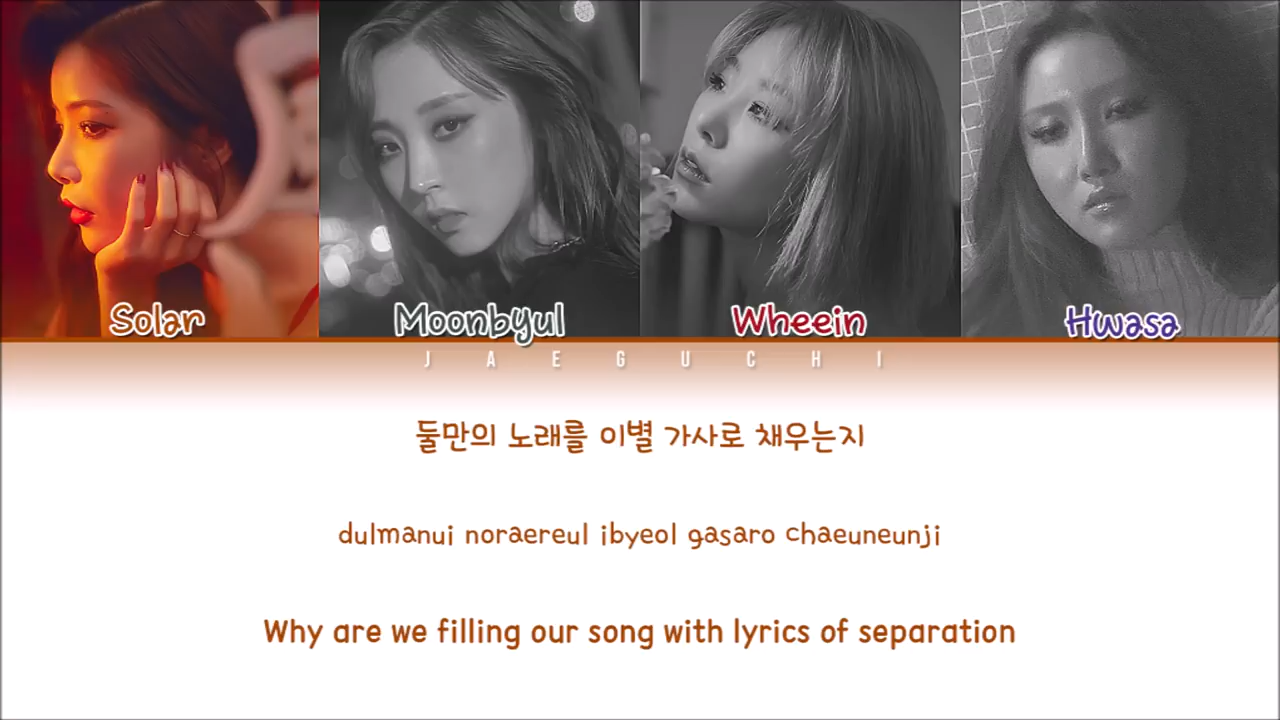 Solar Moonbyul Wheein Hwasa
JAEGUCHI
둘만의 노래를 이별 가사로 채우는지
dulmanui noraereul ibyeol gasaro chaeuneunji
Why are we filling our song with lyrics of separation